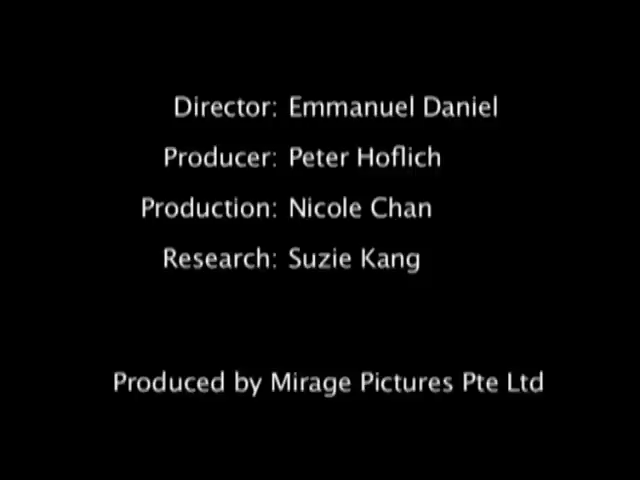 Director: Emmanuel Daniel
Producer: Peter Hoflich
Production: Nicole Chan
Research: Suzie Kang
Produced by Mirage Pictures Pte Ltd